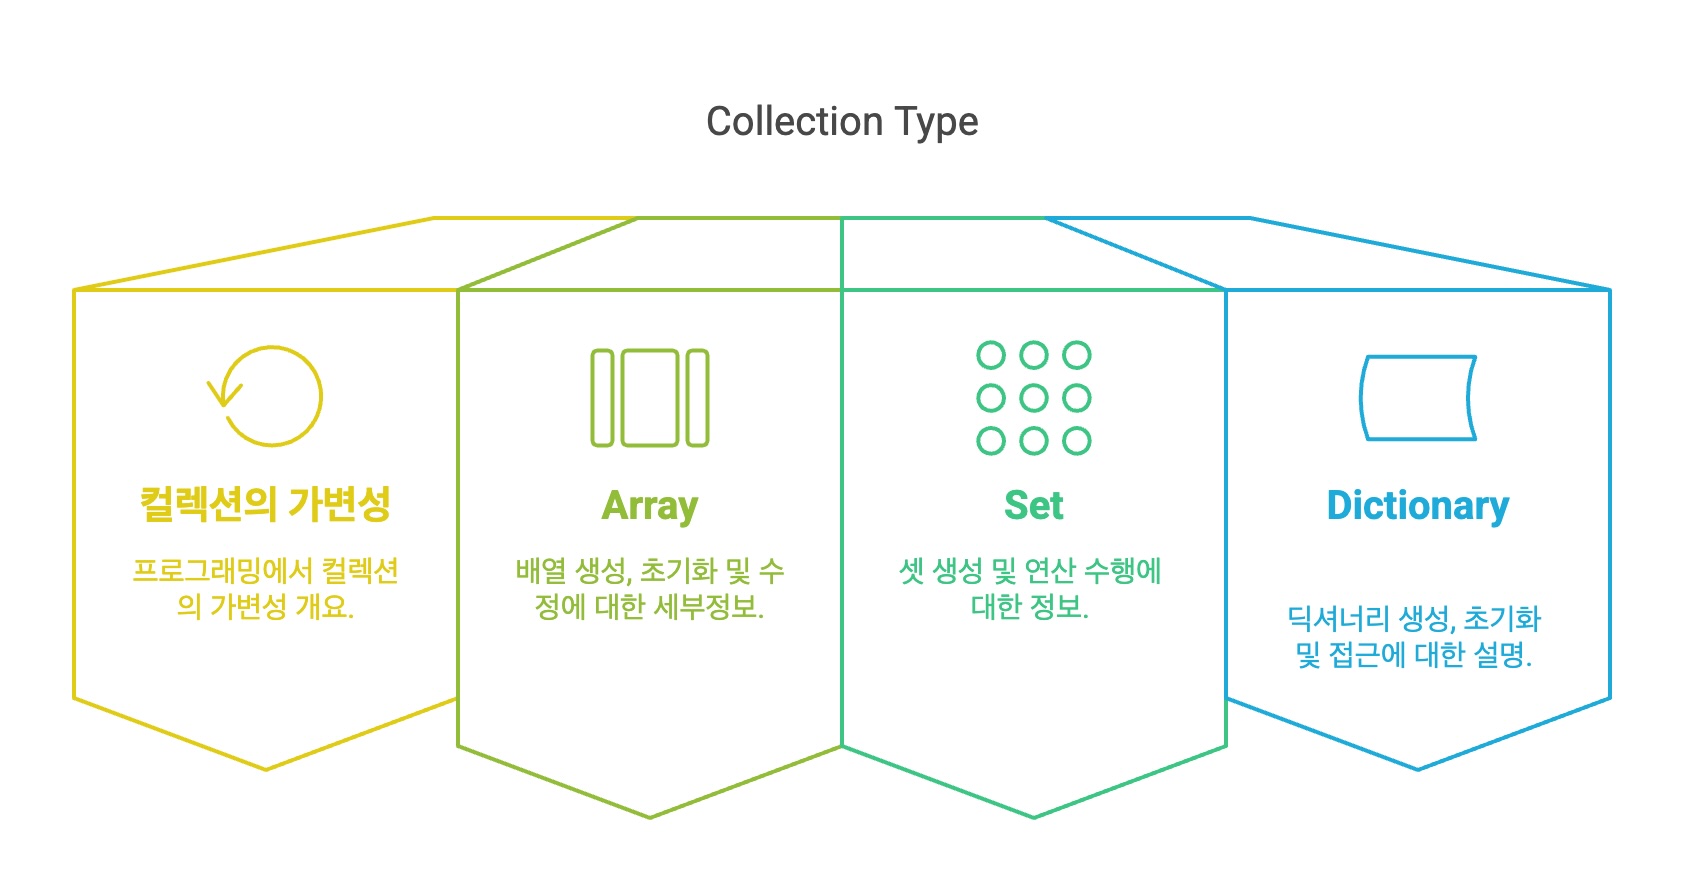 Collection Type
컬렉션의 가변성
프로그래밍에서 컬렉션
의 가변성 개요.
Array
배열 생성, 초기화 및 수
정에 대한 세부정보.
Set
셋 생성 및 연산 수행에
대한 정보.
Dictionary
딕셔너리 생성, 초기화
및 접근에 대한 설명.